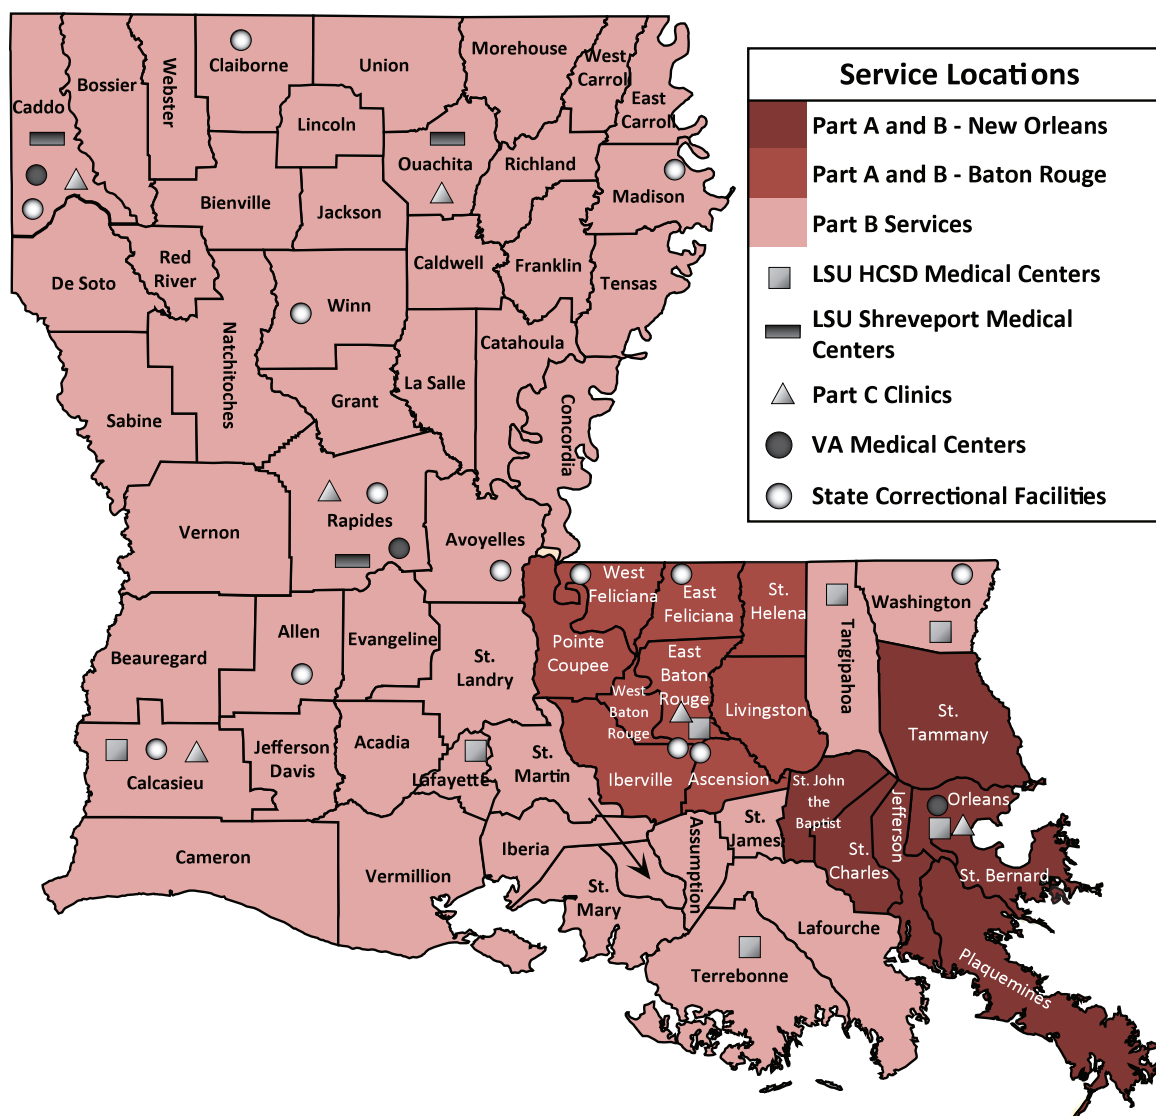 Service Locations
Part A and B - New Orleans
Part A and B - Baton Rouge
Part B Services
LSU HCSD Medical Centers
LSU Shreveport Medical
Centers
Part C Clinics
VA Medical Centers
State Correctional Facilities
Caddo
Bossier
Webster
Claiborne
Union
Morehouse
West
Carroll
East
Carroll
Lincoln
Ouachita
Richland
Madison
Bienville
Jackson
De Soto
Red
River
Caldwell
Franklin
Tensas
Winn
Natchitoches
Catahoula
La Salle
Grant
Sabine
Concordia
Vernon
Rapides
Avoyelles
West
Feliciana
East
Feliciana
St.
Helena
Washington
Tangipahoa
Beauregard
Allen
Evangeline
St.
Landry
Pointe
Coupee
East
Baton
Rouge
West
Baton
Rouge
Livingston
St.
Tammany
Calcasieu
Jefferson
Davis
Acadia
Lafayette
St.
Martin
Iberville
Ascension
St. John
the
Baptist
Jefferson
Orleans
Cameron
Vermillion
Iberia
St.
Mary
Assumption
St.
James
St.
Charles
St. Bernard
Lafourche
Terrebonne
Plaquemines